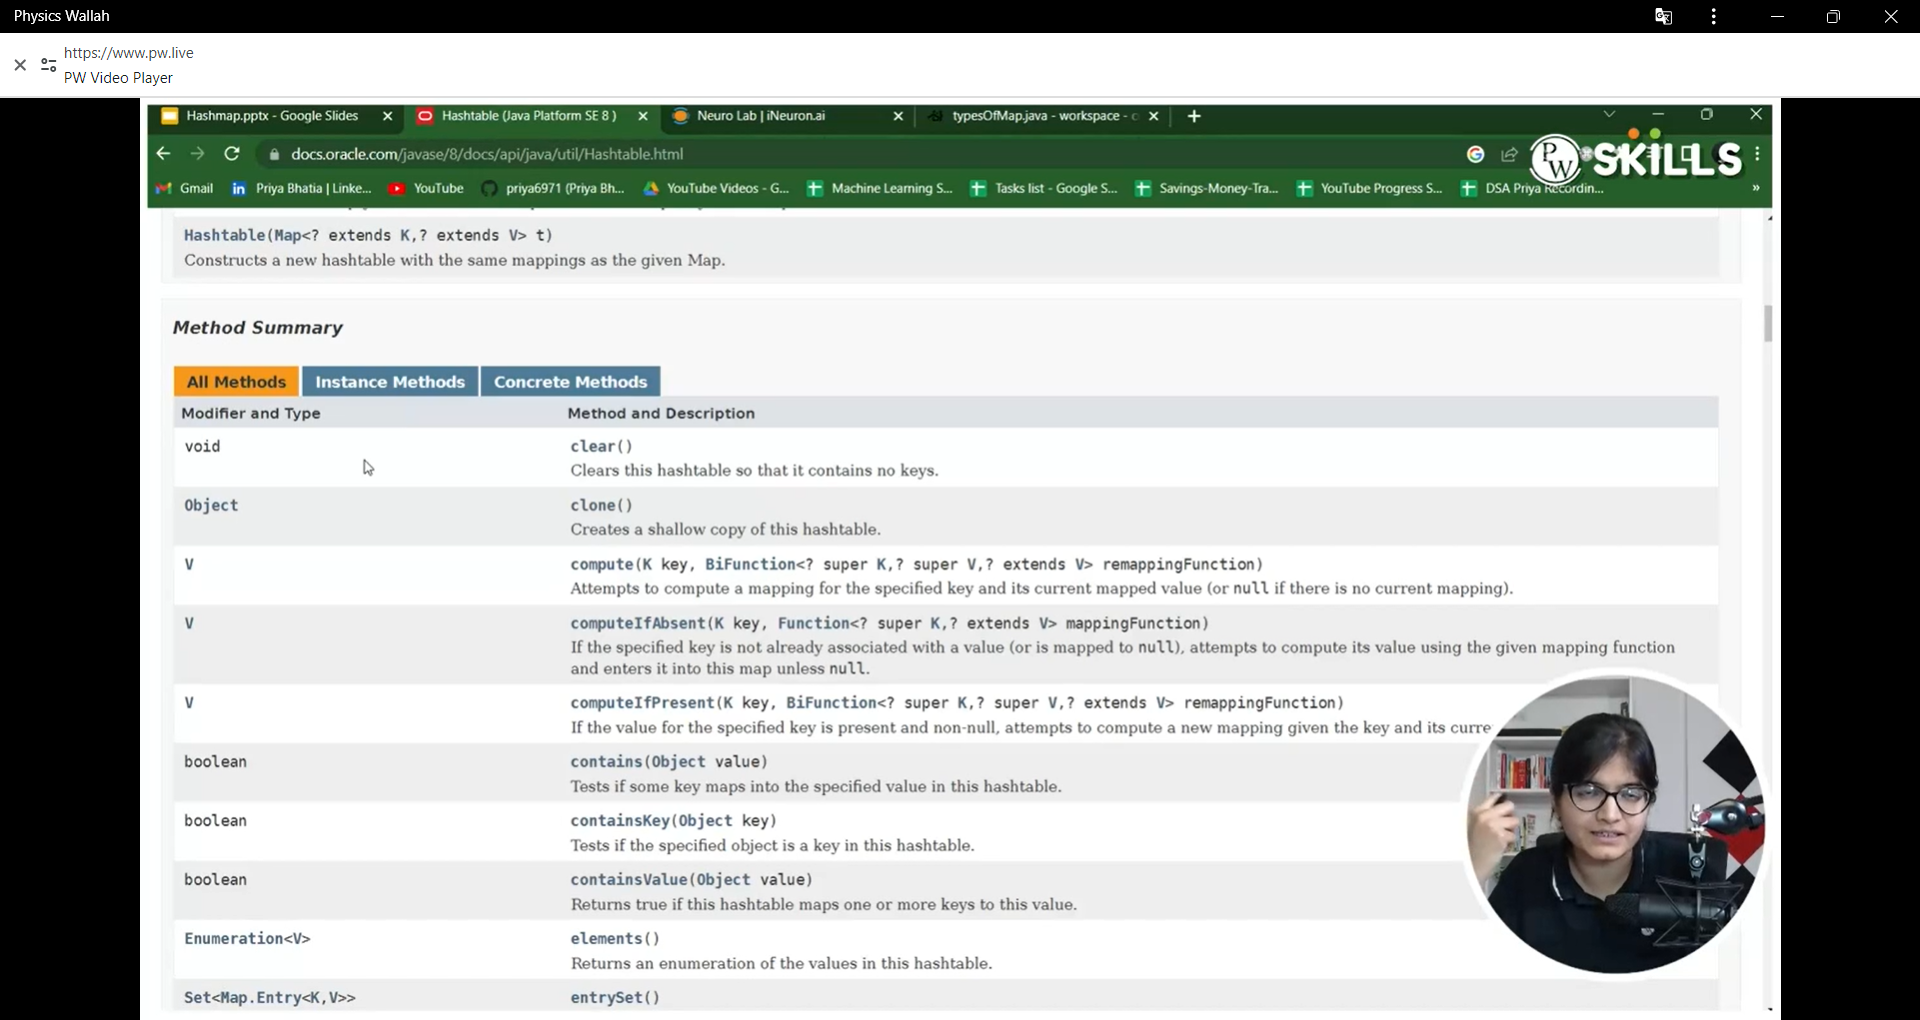 Physics Wallah
https://www.pw.live
PW Video Player
Hashmap.pptx - Google Slides
Hashtable (Java Platform SE 8 )
Neuro Lab | iNeuron.ai
typesOfMap.java - workspace -
docs.oracle.com/javase/8/docs/api/java/util/Hashtable.html
PW SKILLS
Gmail
Priya Bhatia | Linke...
YouTube
priya6971 (Priya Bh...
YouTube Videos - G...
Machine Learning S...
Tasks list - Google S...
Savings-Money-Tra...
YouTube Progress S...
DSA Priya Recordin...
Hashtable(Map<? extends K,? extends V> t)
Constructs a new hashtable with the same mappings as the given Map.
Method Summary
All Methods Instance Methods Concrete Methods
Modifier and Type Method and Description
void clear()
Clears this hashtable so that it contains no keys.
Object clone()
Creates a shallow copy of this hashtable.
V compute(K key, BiFunction<? super K,? super V,? extends V> remappingFunction)
Attempts to compute a mapping for the specified key and its current mapped value (or null if there is no current mapping).
V computeIfAbsent(K key, Function<? super K,? extends V> mappingFunction)
If the specified key is not already associated with a value (or is mapped to null), attempts to compute its value using the given mapping function
and enters it into this map unless null.
V computeIfPresent(K key, BiFunction<? super K,? super V,? extends V> remappingFunction)
If the value for the specified key is present and non-null, attempts to compute a new mapping given the key and its curre
boolean contains(Object value)
Tests if some key maps into the specified value in this hashtable.
boolean containsKey(Object key)
Tests if the specified object is a key in this hashtable.
boolean containsValue(Object value)
Returns true if this hashtable maps one or more keys to this value.
Enumeration<V> elements()
Returns an enumeration of the values in this hashtable.
Set<Map.Entry<K,V>> entrySet()